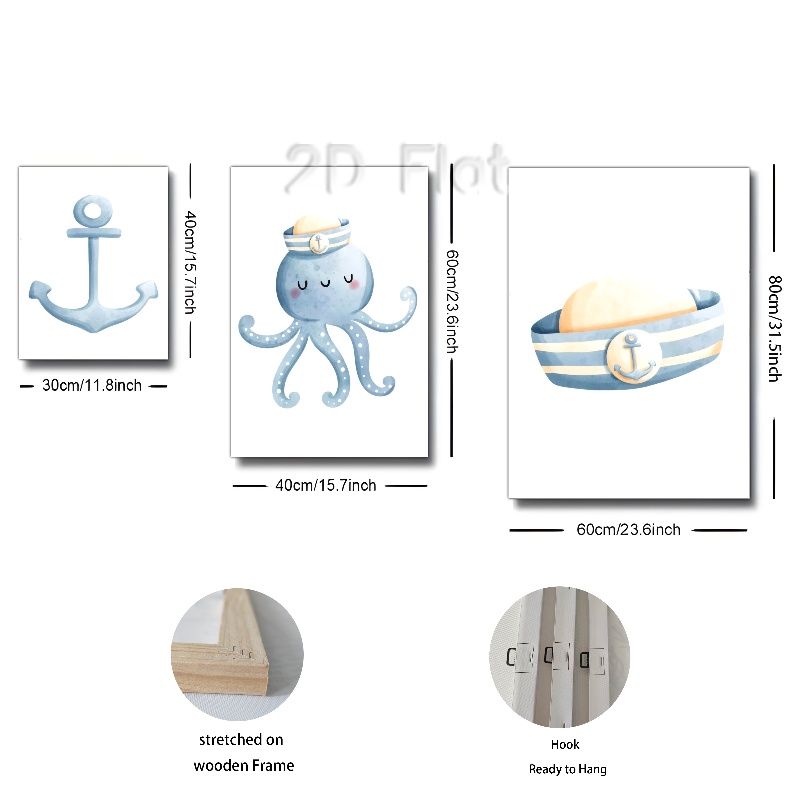 2D Flat
40cm/15.7inch
30cm/11.8inch
60cm/23.6inch
40cm/15.7inch
80cm/31.5inch
60cm/23.6inch
stretched on
wooden Frame
Hook
Ready to Hang